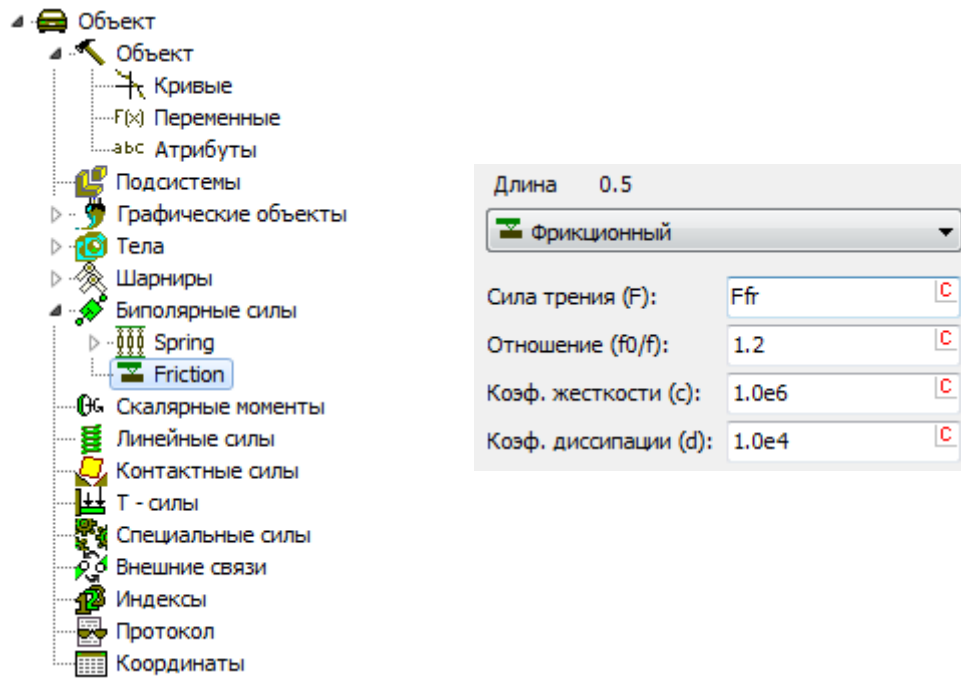 Объект
Объект
Кривые
F(x) Переменные
abc Атрибуты
Подсистемы
Графические объекты
Тела
Шарниры
Биполярные силы
Spring
Friction
Скалярные моменты
Линейные силы
Контактные силы
Т - силы
Специальные силы
Внешние связи
Индексы
Протокол
Координаты
Длина 0.5
Фрикционный
Сила трения (F): Ffr C
Отношение (f0/f): 1.2 C
Коэф. жесткости (c): 1.0e6 C
Коэф. диссипации (d): 1.0e4 C